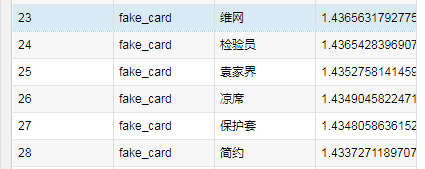 23 fake_card 维网 1.4365631792775
24 fake_card 检验员 1.4365428396907
25 fake_card 袁家界 1.4352758141459
26 fake_card 凉席 1.4349045822471
27 fake_card 保护套 1.4348058636152
28 fake_card 简约 1.4337271189707